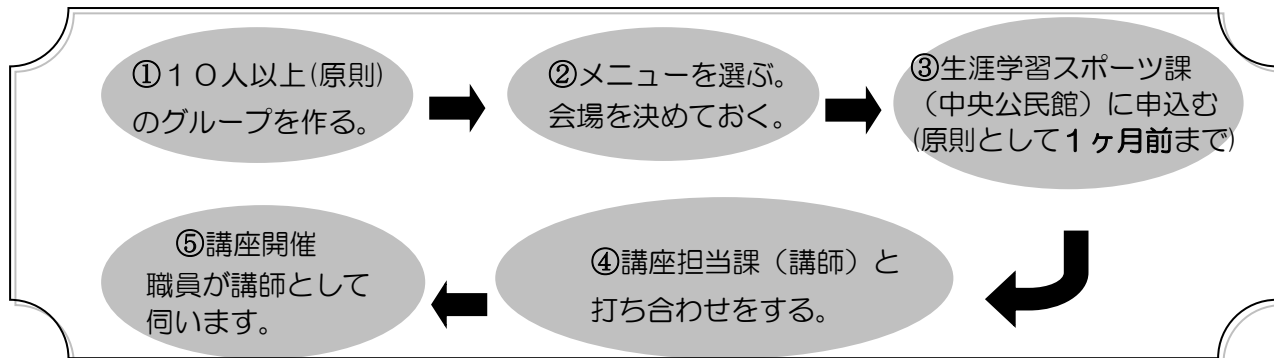 ①１０人以上(原則)
のグループを作る。
②メニューを選ぶ。
会場を決めておく。
③生涯学習スポーツ課
（中央公民館）に申込む
(原則として１ヶ月前まで)
④講座担当課（講師）と
打ち合わせをする。
⑤講座開催
職員が講師として
伺います。